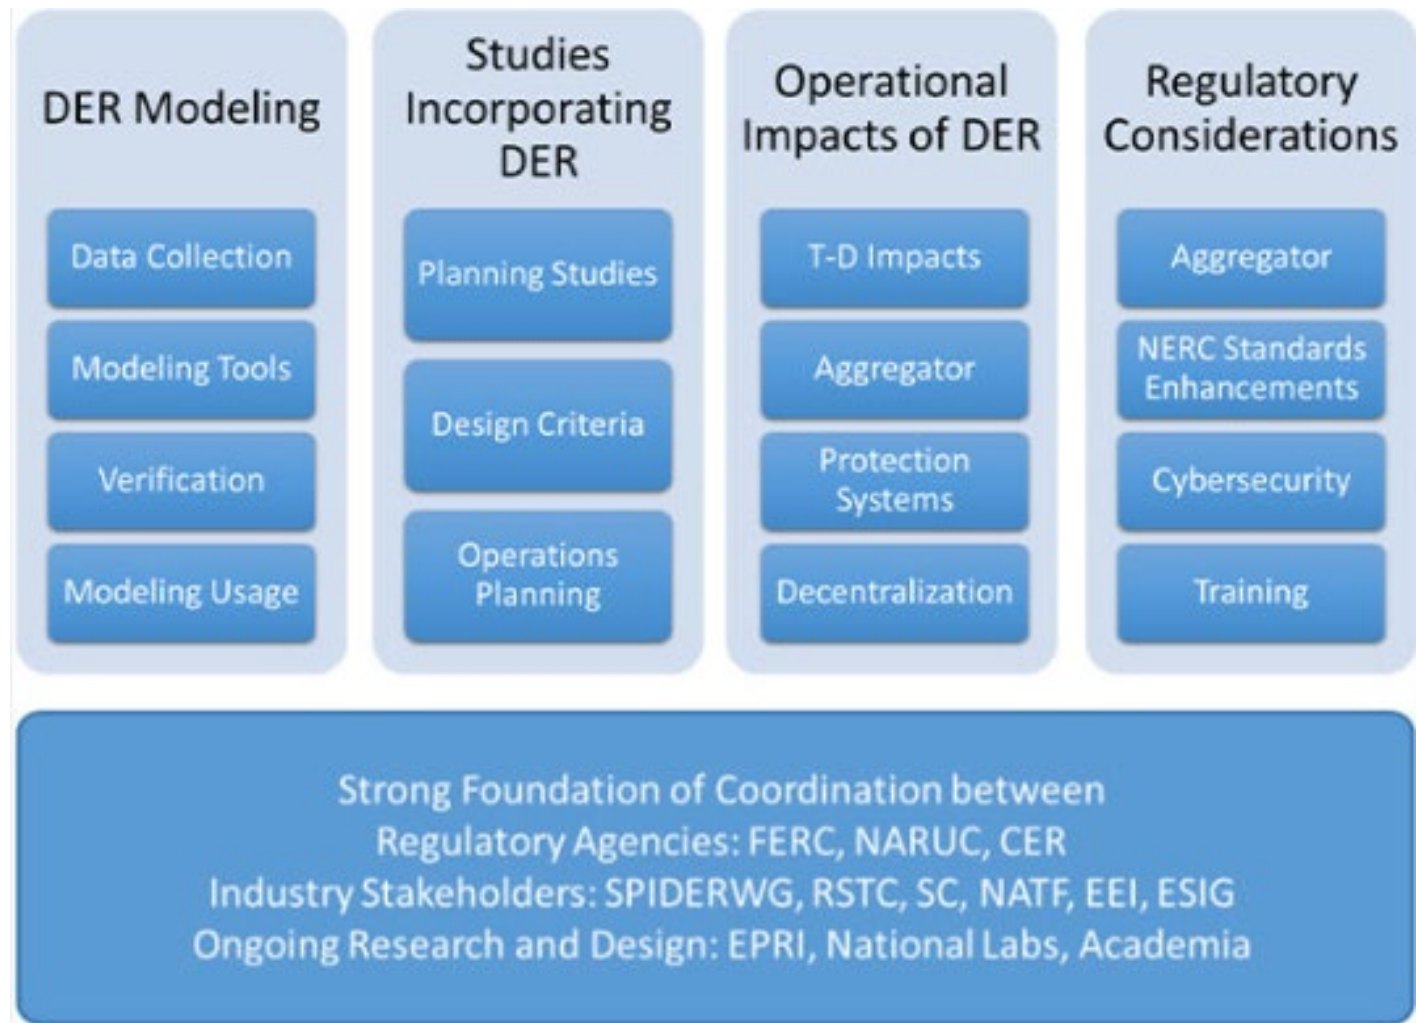 DER Modeling
Data Collection
Modeling Tools
Verification
Modeling Usage
Studies
Incorporating
DER
Planning Studies
Design Criteria
Operations
Planning
Operational
Impacts of DER
T-D Impacts
Aggregator
Protection
Systems
Decentralization
Regulatory
Considerations
Aggregator
NERC Standards
Enhancements
Cybersecurity
Training
Strong Foundation of Coordination between
Regulatory Agencies: FERC, NARUC, CER
Industry Stakeholders: SPIDERWG, RSTC, SC, NATF, EEI, ESIG
Ongoing Research and Design: EPRI, National Labs, Academia